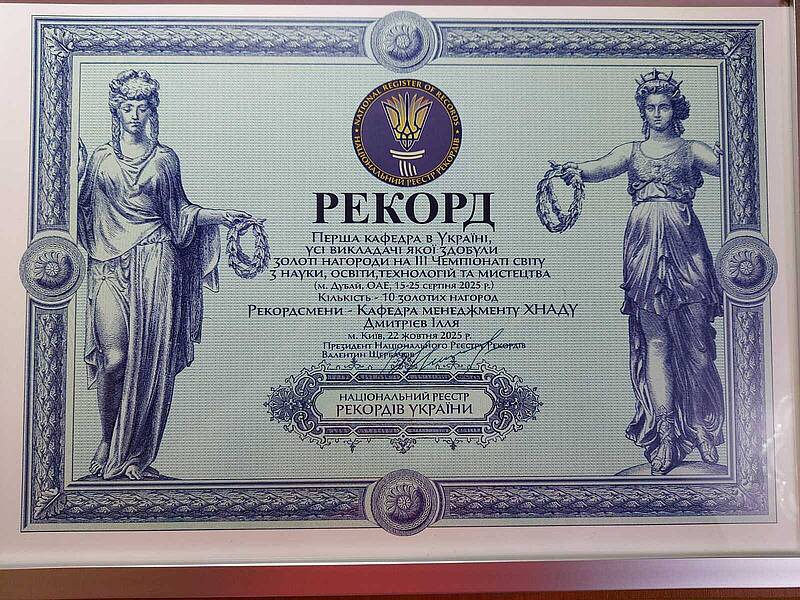 NATIONAL REGISTER OF RECORDS
НАЦІОНАЛЬНИЙ РЕЄСТР РЕКОРДІВ
РЕКОРД
Перша кафедра в Україні,
усі викладачі якої здобули
золоті нагороди на III Чемпіонаті світу
з науки, освіти,технологій та мистецтва
(м. Дубай, ОАЕ, 15-25 серпня 2025 р.)
Кількість - 10 золотих нагород
Рекордсмени - Кафедра менеджменту ХНАДУ
Дмитрієв Ілля
м. Київ, 22 жовтня 2025 р.
Президент Національного Реєстру Рекордів
Валентин Щербачов
НАЦІОНАЛЬНИЙ РЕЄСТР
РЕКОРДІВ УКРАЇНИ